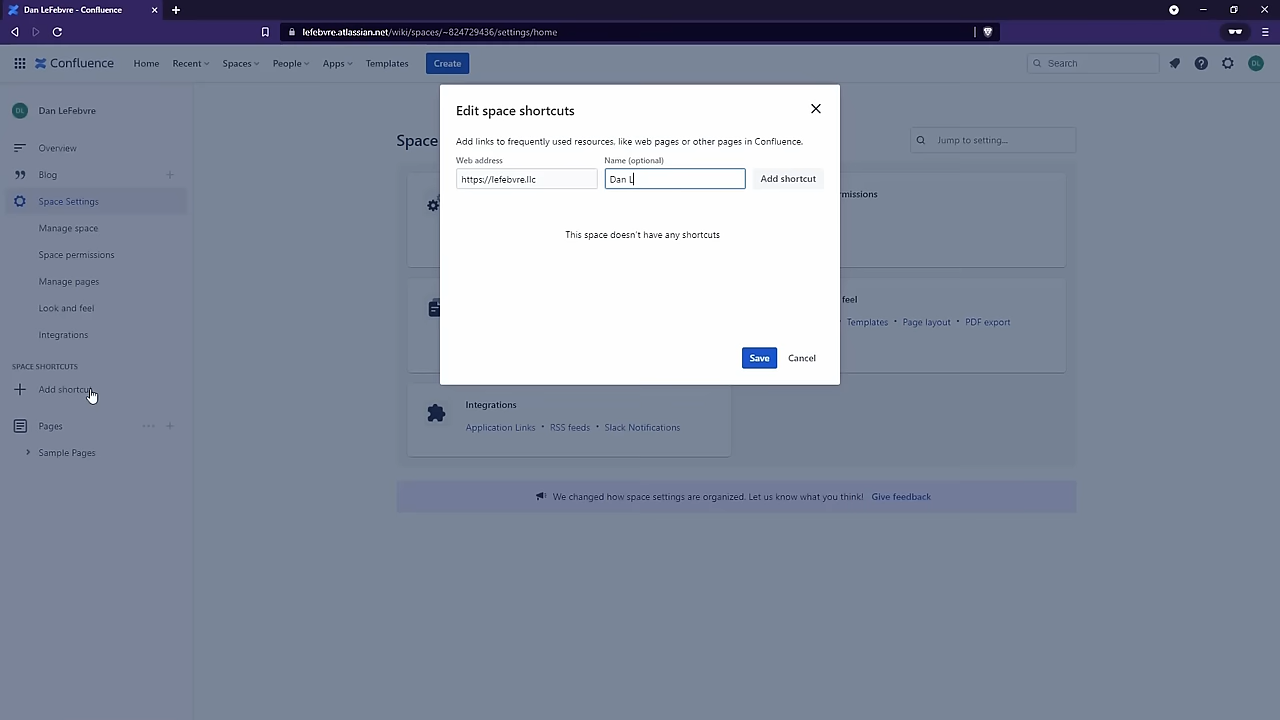 Dan LeFebvre - Confluence
lefebvre.atlassian.net/wiki/spaces/~824729436/settings/home
Confluence Home Recent Spaces People Apps Templates Create Search DL
DL Dan LeFebvre
Overview
Blog
Space Settings
Manage space
Space permissions
Manage pages
Look and feel
Integrations
SPACE SHORTCUTS
Add shortcut
Pages
Sample Pages
Space
Jump to setting...
Edit space shortcuts
Add links to frequently used resources, like web pages or other pages in Confluence.
Web address Name (optional)
https://lefebvre.llc Dan L Add shortcut
This space doesn't have any shortcuts
Save Cancel
rmissions
feel
Templates • Page layout • PDF export
Integrations
Application Links • RSS feeds • Slack Notifications
We changed how space settings are organized. Let us know what you think! Give feedback